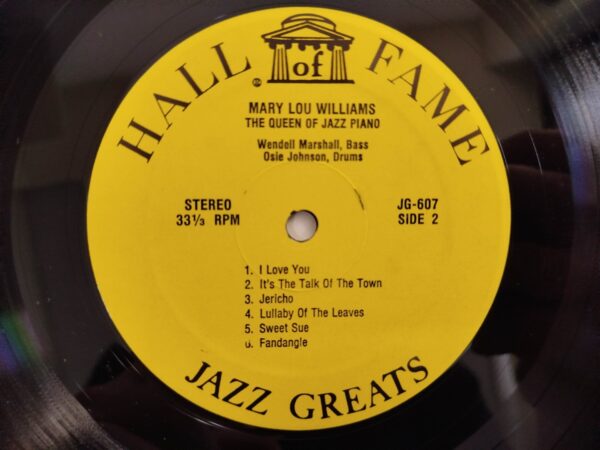 HALL of FAME
MARY LOU WILLIAMS
THE QUEEN OF JAZZ PIANO
Wendell Marshall, Bass
Osie Johnson, Drums
STEREO
33⅓ RPM
JG-607
SIDE 2
1. I Love You
2. It's The Talk Of The Town
3. Jericho
4. Lullaby Of The Leaves
5. Sweet Sue
6. Fandangle
JAZZ GREATS